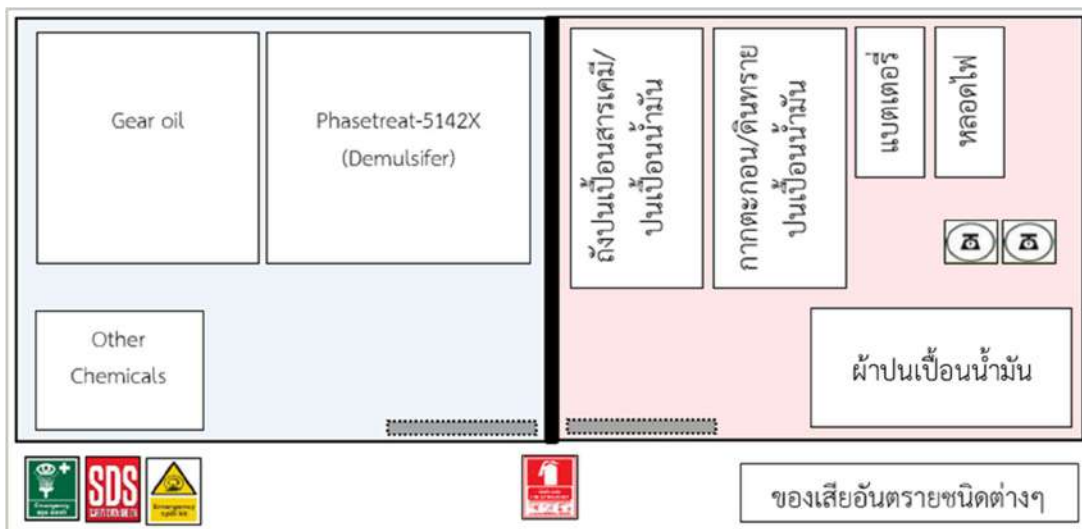 Gear oil
Phasetreat-5142X
(Demulsifer)
ถังปนเปื้อนสารเคมี/
ปนเปื้อนน้ำมัน
กากตะกอน/ดินทราย
ปนเปื้อนน้ำมัน
แบตเตอรี่
หลอดไฟ
Other
Chemicals
ผ้าปนเปื้อนน้ำมัน
SDS
Emergency
Emergency
ของเสียอันตรายชนิดต่างๆ